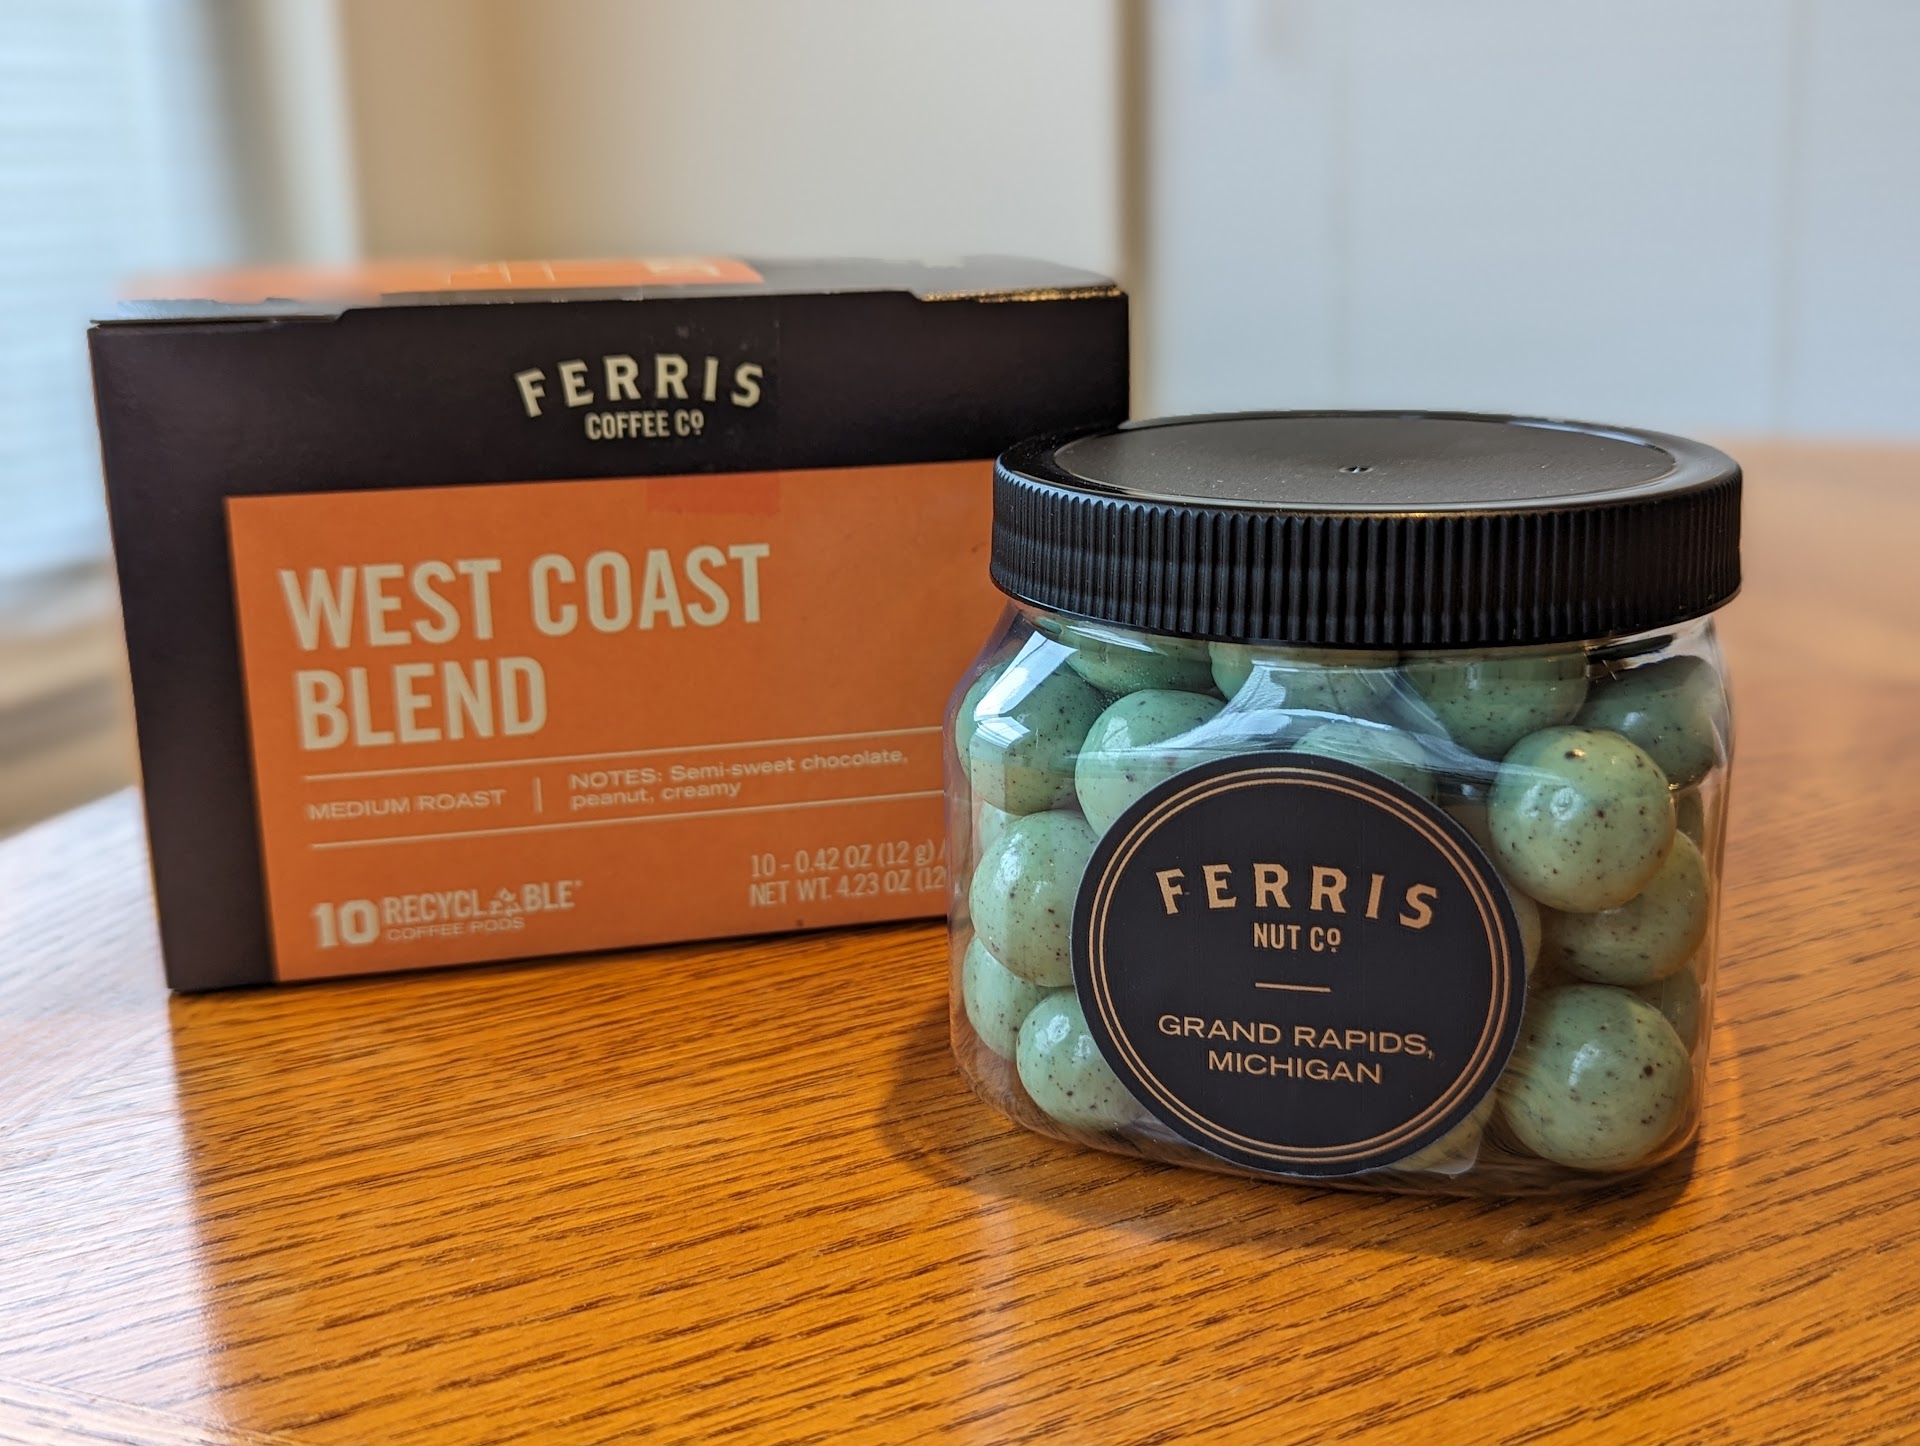 FERRIS
COFFEE Cº
WEST COAST
BLEND
MEDIUM ROAST
NOTES: Semi-sweet chocolate,
peanut, creamy
10 RECYCLABLE
COFFEE PODS
10 - 0.42 OZ (12 g)
NET WT. 4.23 OZ (12
FERRIS
NUT Cº
GRAND RAPIDS,
MICHIGAN